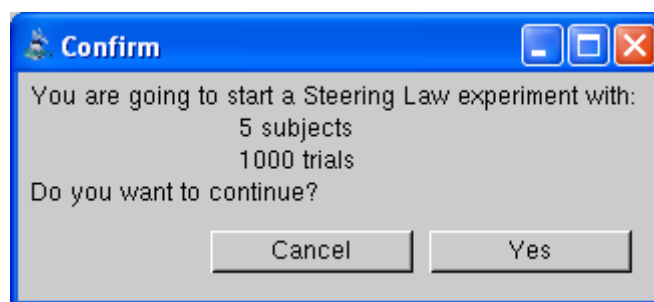 Confirm
You are going to start a Steering Law experiment with:
5 subjects
1000 trials
Do you want to continue?
Cancel Yes